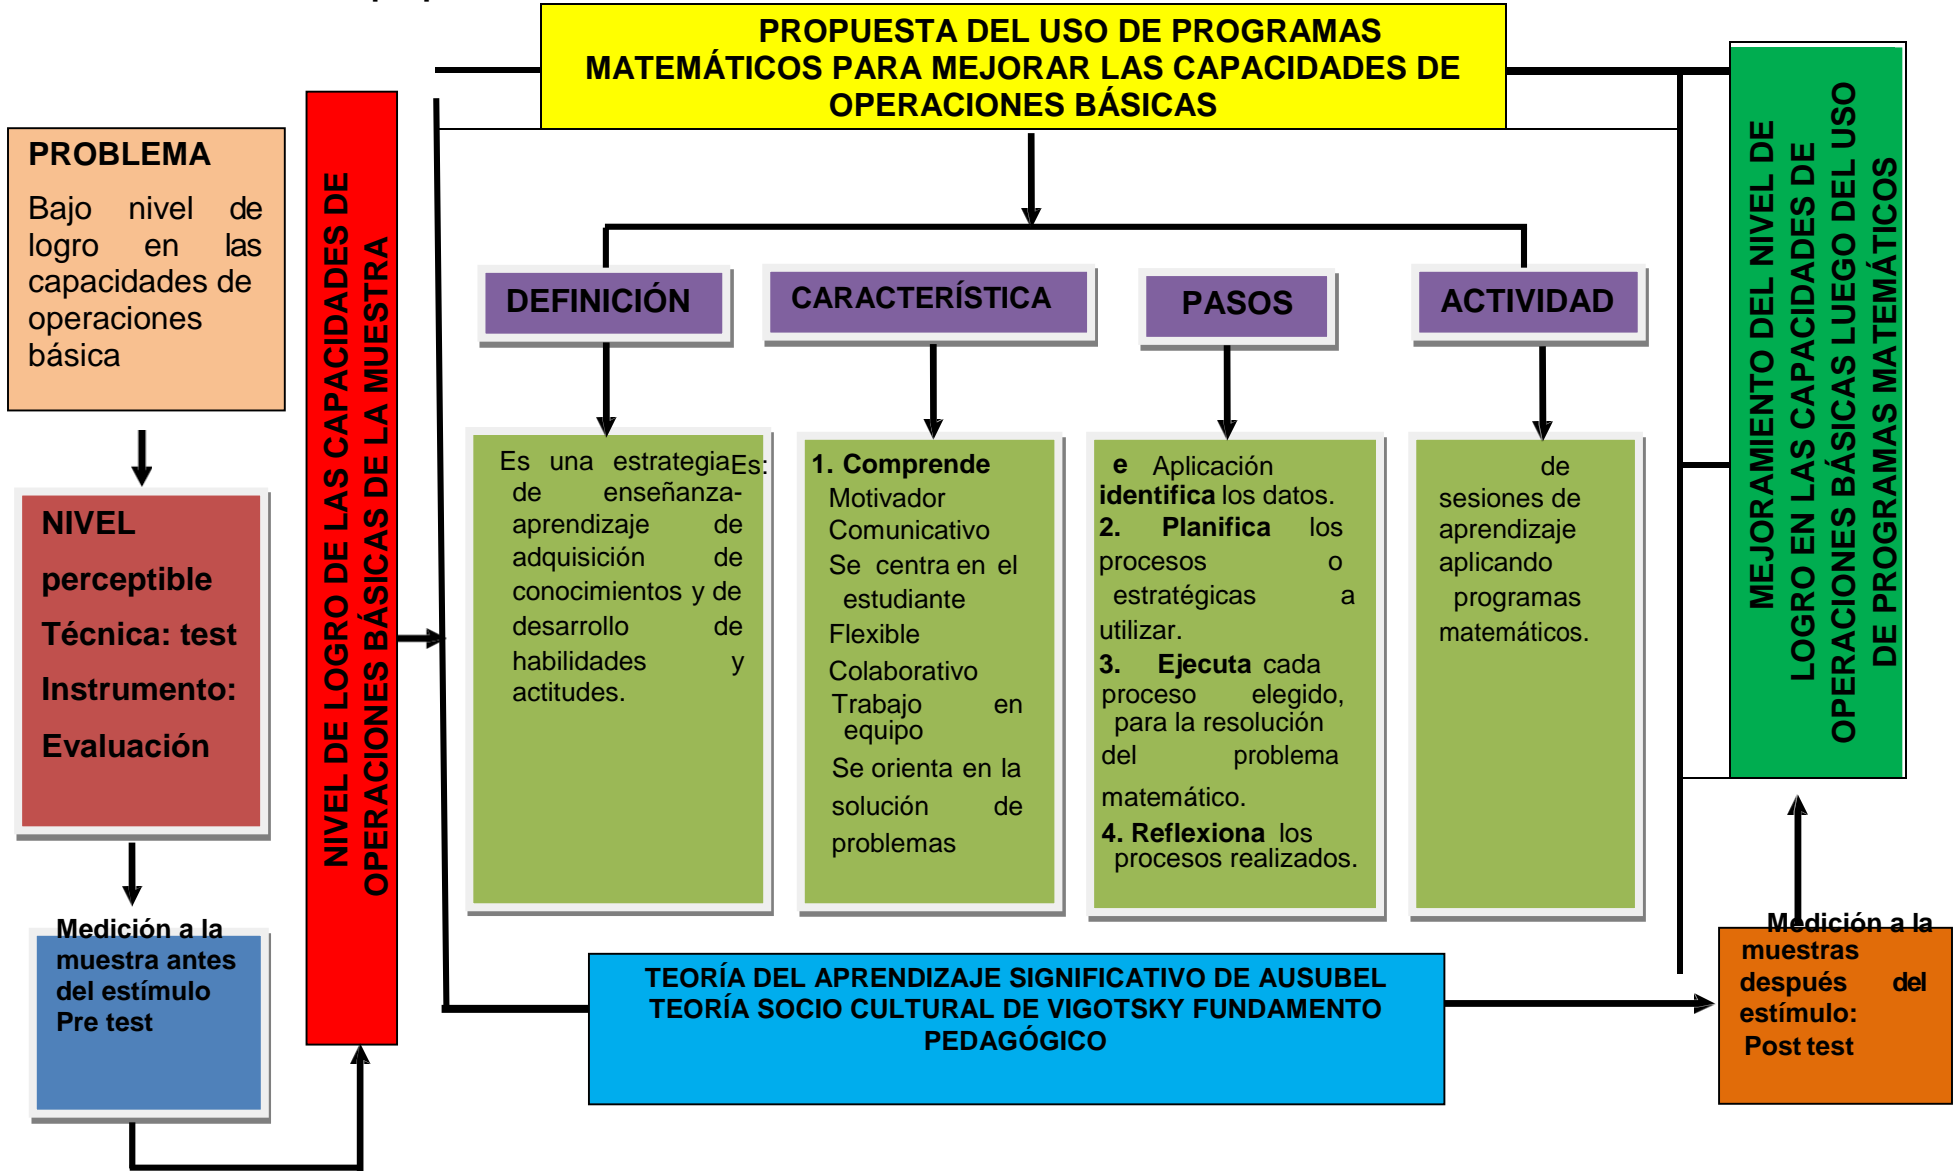 PROPUESTA DEL USO DE PROGRAMAS
MATEMÁTICOS PARA MEJORAR LAS CAPACIDADES DE
OPERACIONES BÁSICAS
PROBLEMA
Bajo nivel de
logro en las
capacidades de
operaciones
básica
NIVEL
perceptible
Técnica: test
Instrumento:
Evaluación
Medición a la
muestra antes
del estímulo
Pre test
NIVEL DE LOGRO DE LAS CAPACIDADES DE
OPERACIONES BÁSICAS DE LA MUESTRA
DEFINICIÓN
Es una estrategia
de enseñanza-
aprendizaje de
adquisición de
conocimientos y de
desarrollo de
habilidades y
actitudes.
CARACTERÍSTICA
Es:
1. Comprende
Motivador
Comunicativo
Se centra en el
estudiante
Flexible
Colaborativo
Trabajo en
equipo
Se orienta en la
solución de
problemas
PASOS
e Aplicación
identifica los datos.
2. Planifica los
procesos o
estratégicas a
utilizar.
3. Ejecuta cada
proceso elegido,
para la resolución
del problema
matemático.
4. Reflexiona los
procesos realizados.
ACTIVIDAD
de
sesiones de
aprendizaje
aplicando
programas
matemáticos.
TEORÍA DEL APRENDIZAJE SIGNIFICATIVO DE AUSUBEL
TEORÍA SOCIO CULTURAL DE VIGOTSKY FUNDAMENTO
PEDAGÓGICO
MEJORAMIENTO DEL NIVEL DE
LOGRO EN LAS CAPACIDADES DE
OPERACIONES BÁSICAS LUEGO DEL USO
DE PROGRAMAS MATEMÁTICOS
Medición a la
muestras
después del
estímulo:
Post test